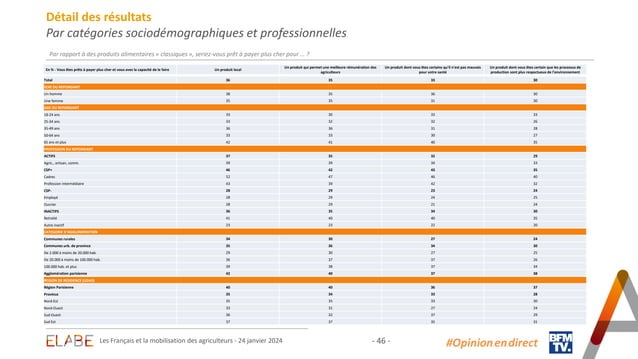 Détail des résultats
Par catégories sociodémographiques et professionnelles
Par rapport à des produits alimentaires « classiques », seriez-vous prêt à payer plus cher pour … ?
En % - Vous êtes prêts à payer plus cher et vous avez la capacité de le faire Un produit local Un produit qui permet une meilleure rémunération des agriculteurs Un produit dont vous êtes certains qu'il n'est pas mauvais pour votre santé Un produit dont vous êtes certain que les processus de production sont plus respectueux de l'environnement
Total 36 35 33 30
SEXE DU REPONDANT
Un homme 38 35 36 30
Une femme 35 35 31 30
AGE DU REPONDANT
18-24 ans 33 30 33 33
25-34 ans 33 32 33 26
35-49 ans 36 36 31 28
50-64 ans 33 33 30 27
65 ans et plus 42 41 40 35
PROFESSION DU REPONDANT
ACTIFS 37 35 32 29
Agric., artisan, comm. 39 39 34 33
CSP+ 46 42 43 35
Cadres 52 47 46 40
Profession intermédiaire 43 39 42 32
CSP- 28 29 23 24
Employé 28 29 24 25
Ouvrier 28 29 21 24
INACTIFS 36 35 34 30
Retraité 41 40 40 35
Autre inactif 23 23 23 20
CATEGORIE D'AGGLOMERATION
Communes rurales 34 30 27 24
Communes urb. de province 35 36 34 30
De 2.000 à moins de 20.000 hab. 29 30 27 25
De 20.000 à moins de 100.000 hab. 36 37 37 26
100.000 hab. et plus 39 38 37 34
Agglomération parisienne 43 40 37 38
REGION DE RESIDENCE (UDA5)
Région Parisienne 40 40 36 37
Province 35 34 33 28
Nord Est 35 35 33 30
Nord Ouest 33 34 31 24
Sud Ouest 36 32 37 29
Sud Est 37 37 31 31
ELABE
Les Français et la mobilisation des agriculteurs - 24 janvier 2024
- 46 -
#Opinionendirect
BFM
TV.